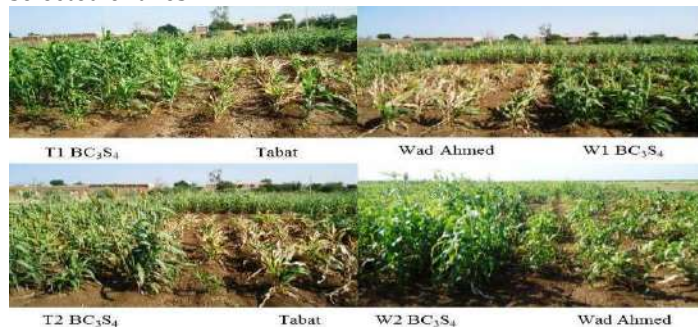 T1 BC₃S₄ Tabat Wad Ahmed W1 BC₃S₄
T2 BC₃S₄ Tabat W2 BC₃S₄ Wad Ahmed